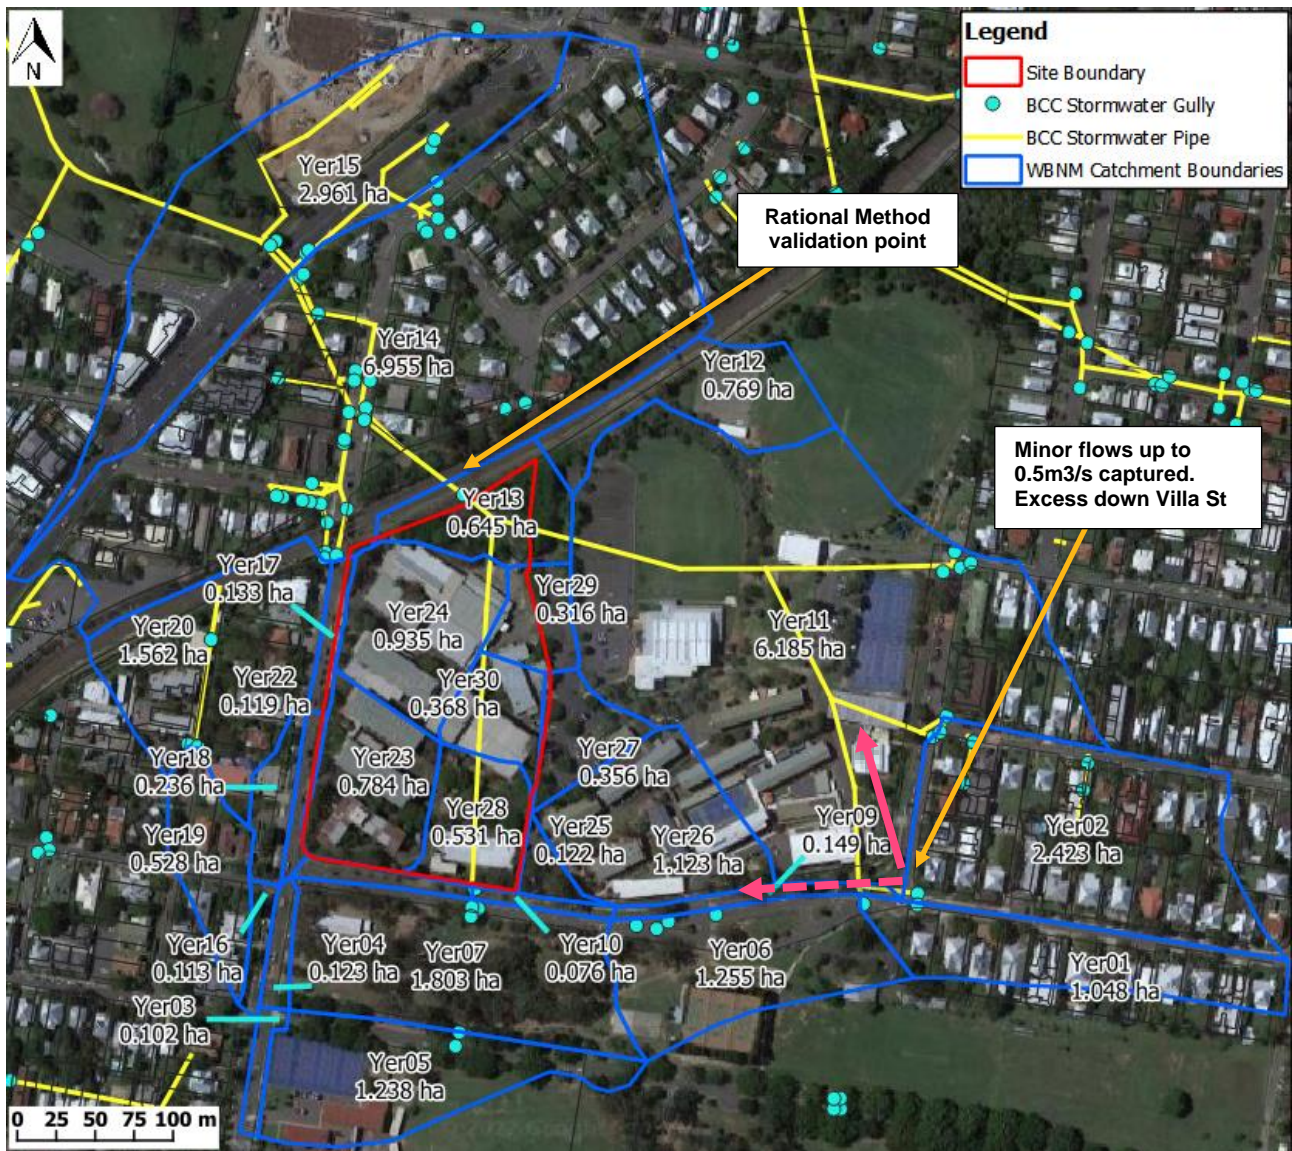 N
Legend
Site Boundary
BCC Stormwater Gully
BCC Stormwater Pipe
WBNM Catchment Boundaries
Yer15
2.961 ha
Rational Method
validation point
Yer14
6.955 ha
Yer12
0.769 ha
Minor flows up to
0.5m3/s captured.
Excess down Villa St
Yer13
0.645 ha
Yer17
0.133 ha
Yer29
0.316 ha
Yer24
0.935 ha
Yer11
6.185 ha
Yer20
1.562 ha
Yer22
0.119 ha
Yer30
0.368 ha
Yer18
0.236 ha
Yer23
0.784 ha
Yer27
0.356 ha
Yer28
0.531 ha
Yer19
0.528 ha
Yer25
0.122 ha
Yer26
1.123 ha
Yer09
0.149 ha
Yer02
2.423 ha
Yer16
0.113 ha
Yer04
0.123 ha
Yer07
1.803 ha
Yer10
0.076 ha
Yer06
1.255 ha
Yer01
1.048 ha
Yer03
0.102 ha
Yer05
1.238 ha
0 25 50 75 100 m